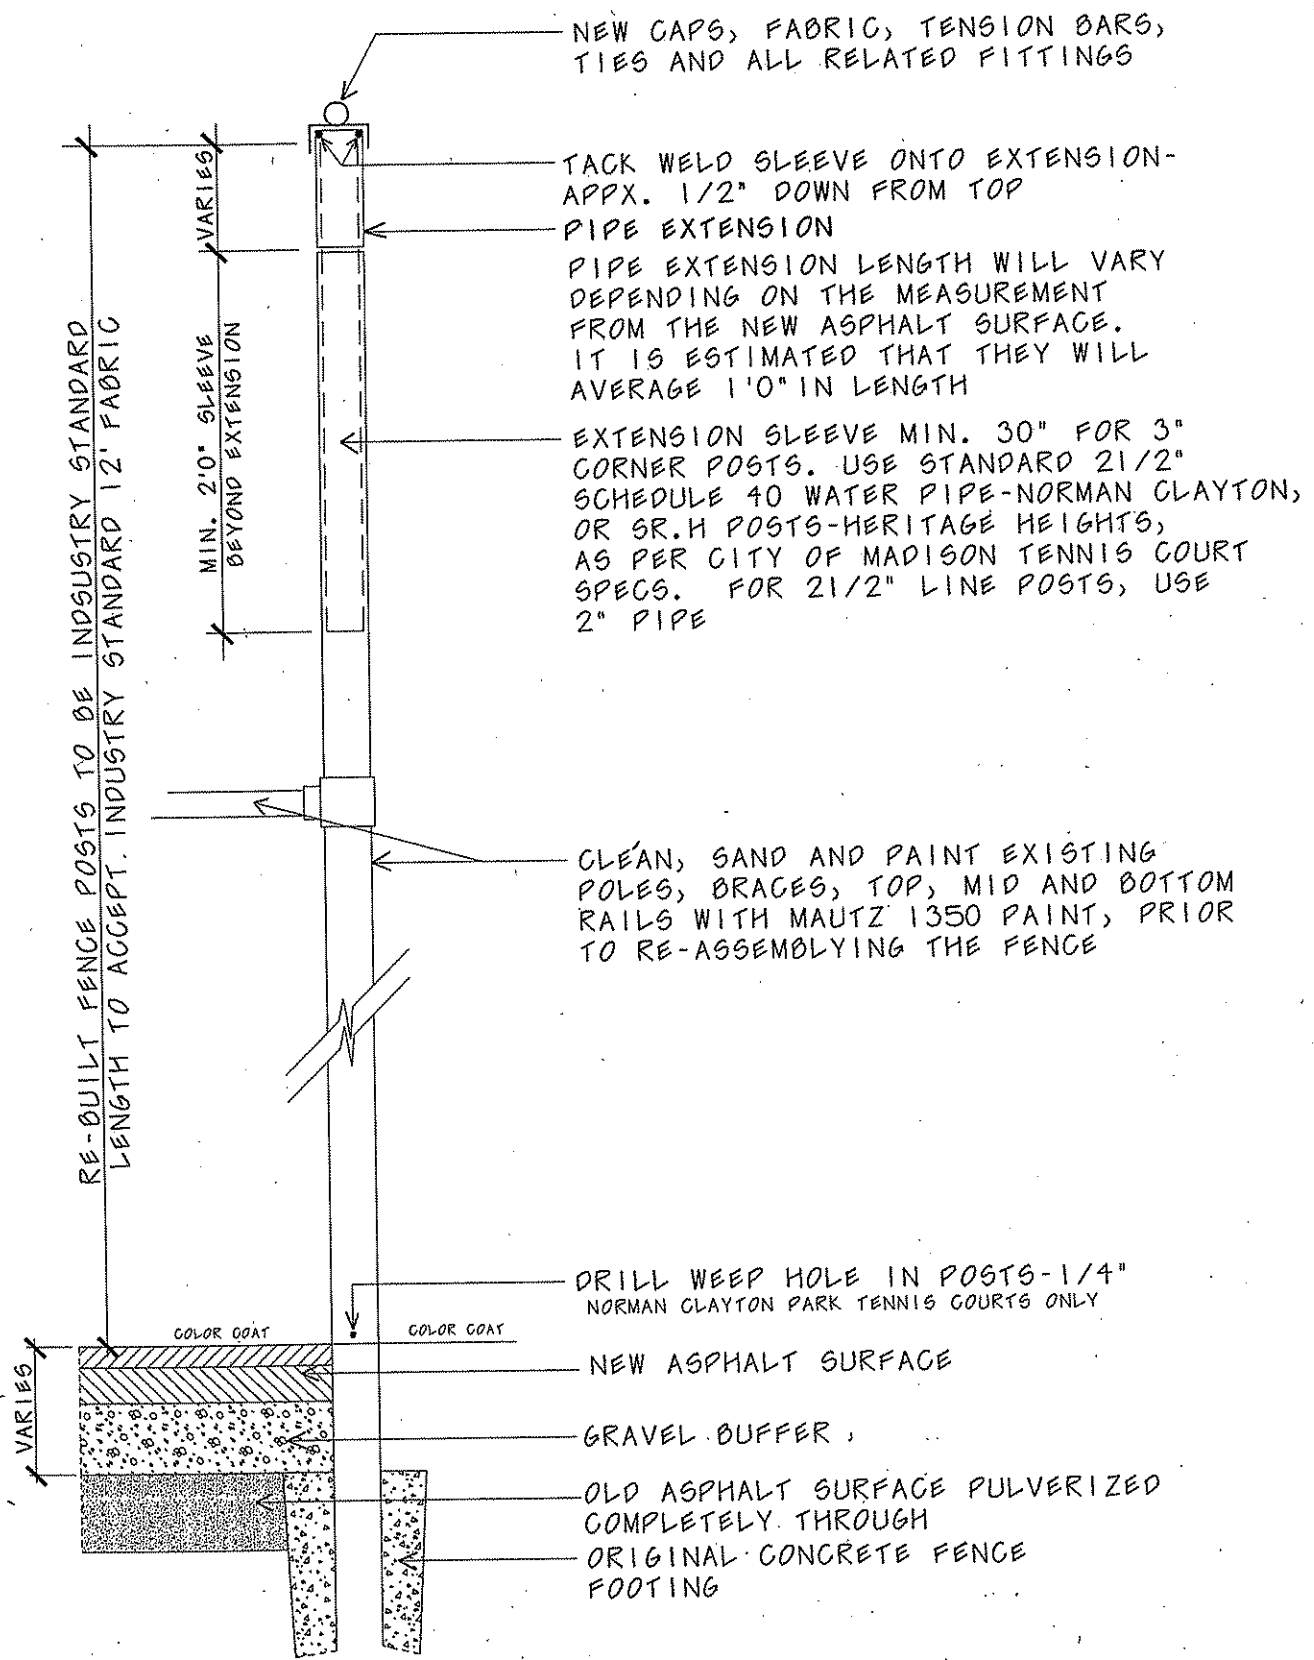 NEW CAPS, FABRIC, TENSION BARS,
TIES AND ALL RELATED FITTINGS
TACK WELD SLEEVE ONTO EXTENSION-
APPX. 1/2" DOWN FROM TOP
PIPE EXTENSION
PIPE EXTENSION LENGTH WILL VARY
DEPENDING ON THE MEASUREMENT
FROM THE NEW ASPHALT SURFACE.
IT IS ESTIMATED THAT THEY WILL
AVERAGE 1'0" IN LENGTH
EXTENSION SLEEVE MIN. 30" FOR 3"
CORNER POSTS. USE STANDARD 21/2"
SCHEDULE 40 WATER PIPE-NORMAN CLAYTON,
OR SR.H POSTS-HERITAGE HEIGHTS,
AS PER CITY OF MADISON TENNIS COURT
SPECS. FOR 21/2" LINE POSTS, USE
2" PIPE
VARIES
MIN. 2'0" SLEEVE
BEYOND EXTENSION
RE-BUILT FENCE POSTS TO BE INDSUSTRY STANDARD
LENGTH TO ACCEPT. INDUSTRY STANDARD 12' FABRIC
CLEAN, SAND AND PAINT EXISTING
POLES, BRACES, TOP, MID AND BOTTOM
RAILS WITH MAUTZ 1350 PAINT, PRIOR
TO RE-ASSEMBLYING THE FENCE
DRILL WEEP HOLE IN POSTS-1/4"
NORMAN CLAYTON PARK TENNIS COURTS ONLY
COLOR COAT
COLOR COAT
NEW ASPHALT SURFACE
VARIES
GRAVEL BUFFER
OLD ASPHALT SURFACE PULVERIZED
COMPLETELY THROUGH
ORIGINAL CONCRETE FENCE
FOOTING